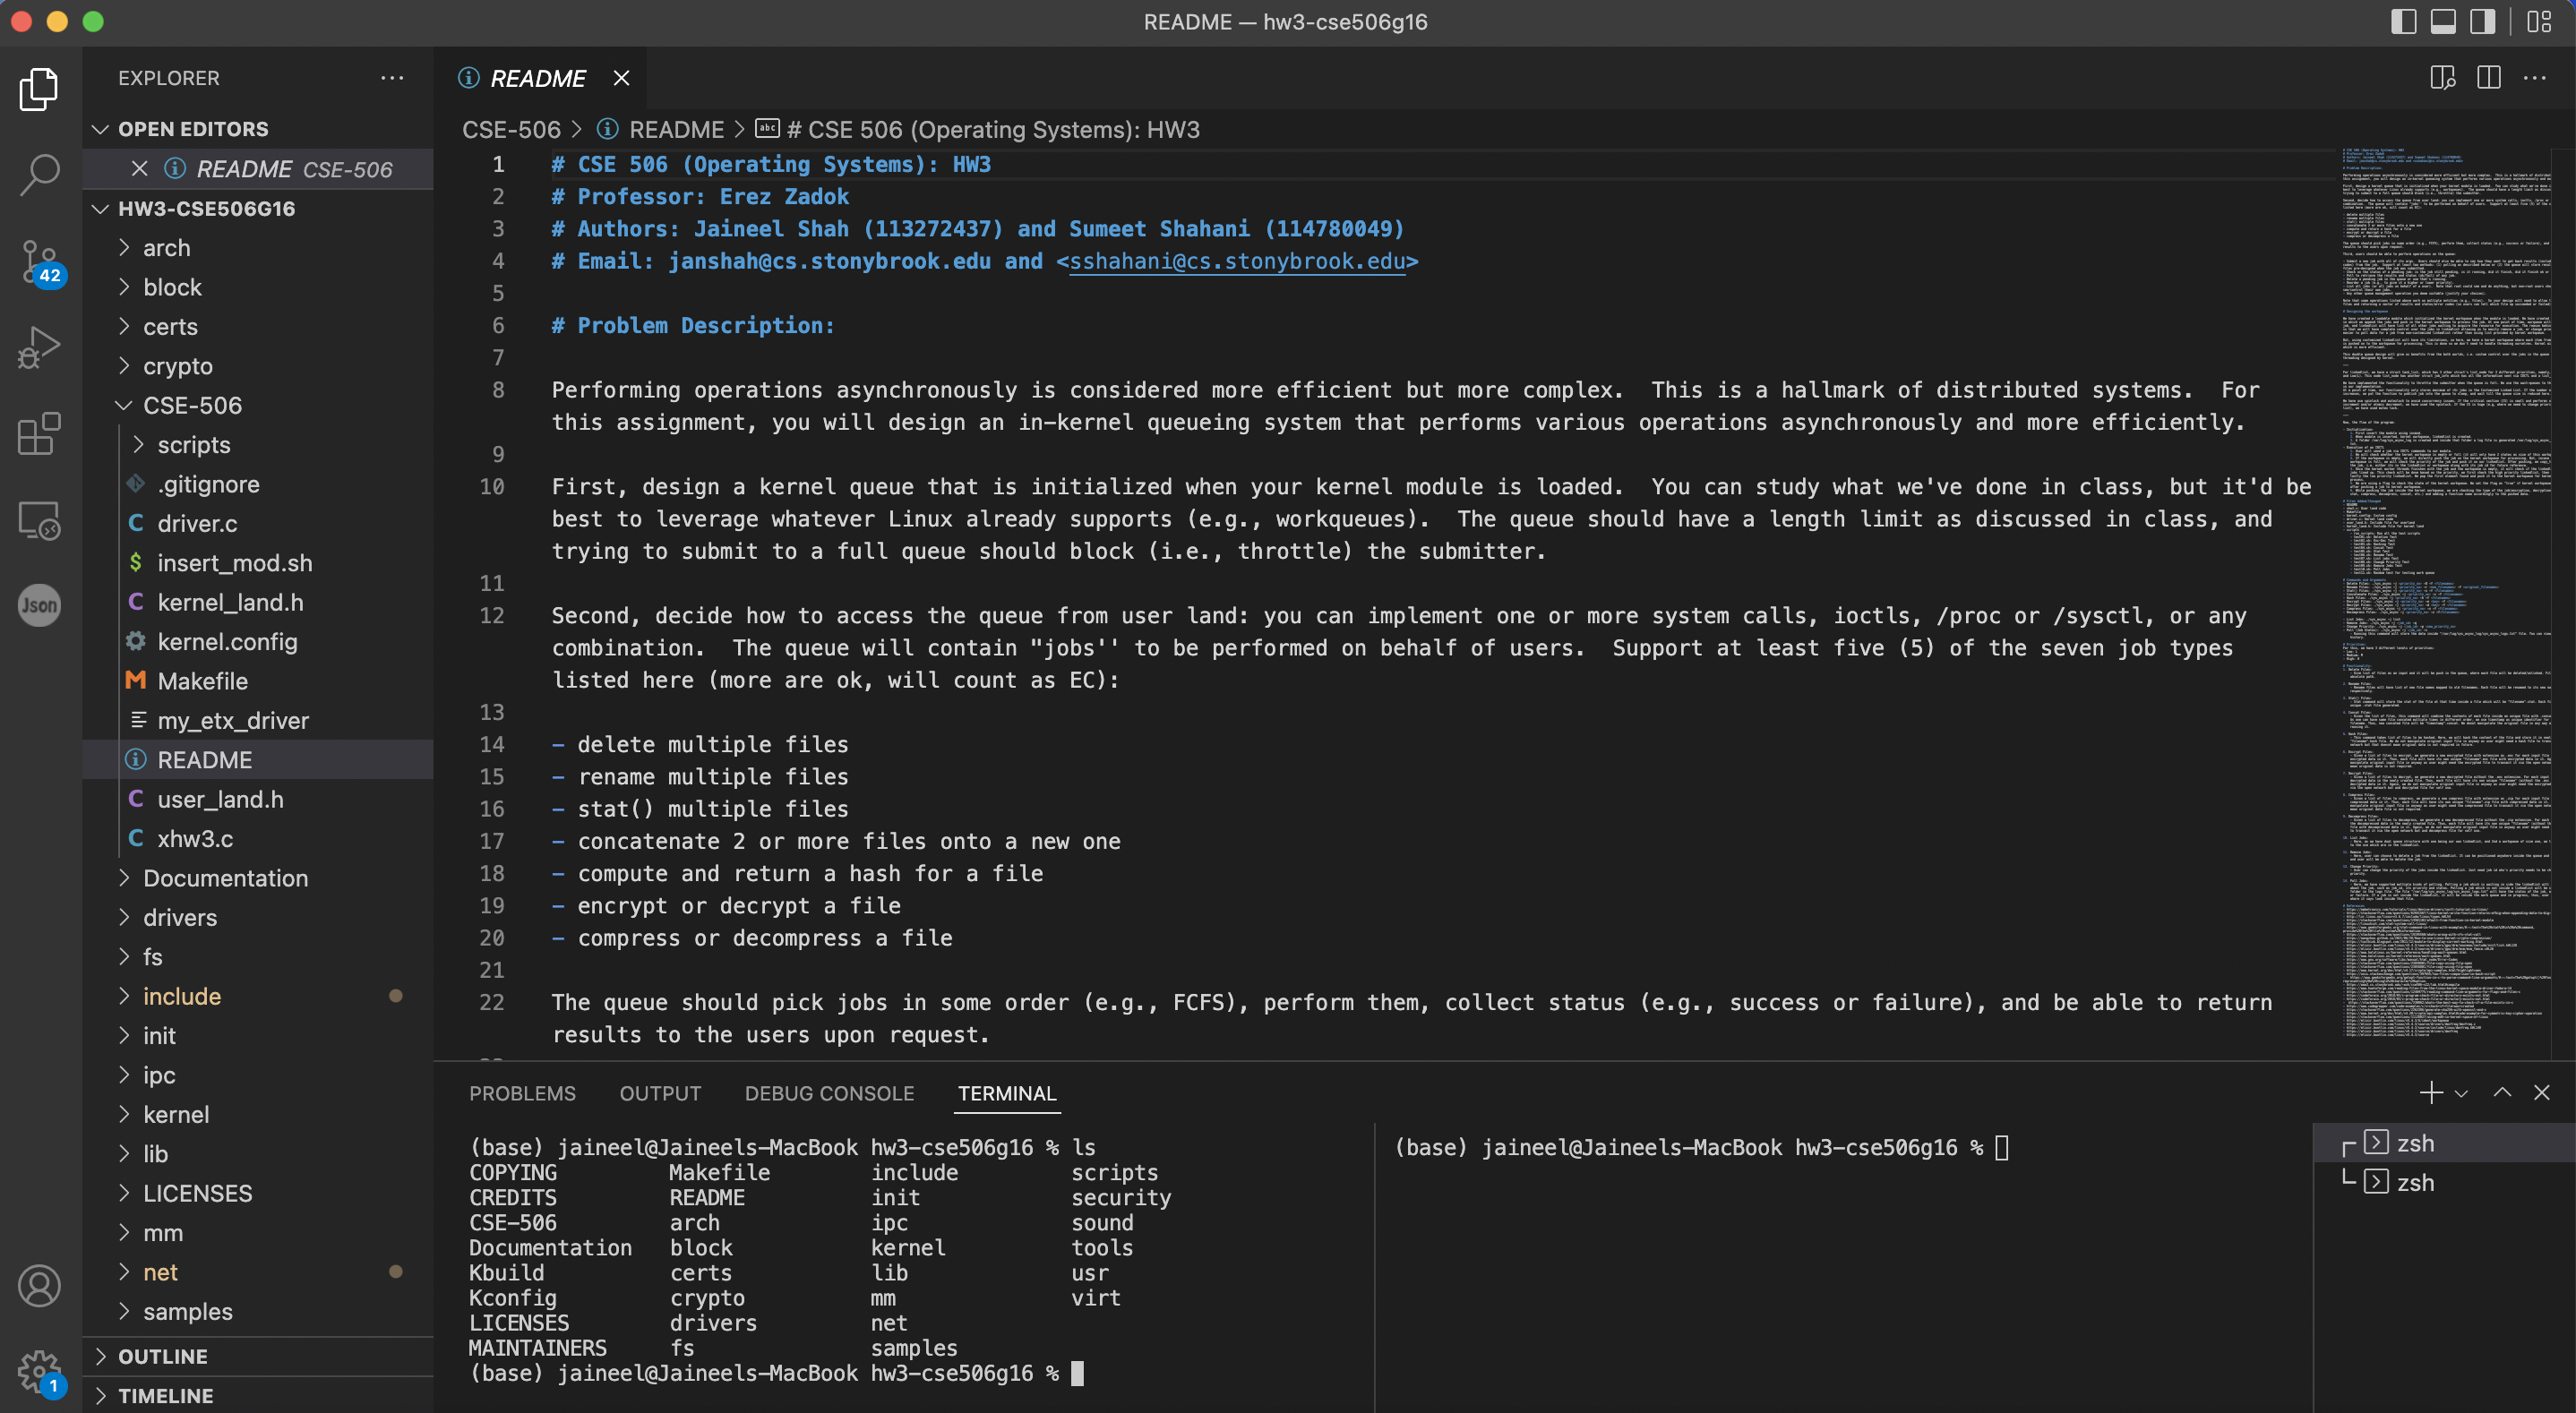 README — hw3-cse506g16
EXPLORER
README
OPEN EDITORS
README CSE-506
HW3-CSE506G16
arch
block
certs
crypto
CSE-506
scripts
.gitignore
driver.c
insert_mod.sh
kernel_land.h
kernel.config
Makefile
my_etx_driver
README
user_land.h
xhw3.c
Documentation
drivers
fs
include
init
ipc
kernel
lib
LICENSES
mm
net
samples
OUTLINE
TIMELINE
42
Json
1
CSE-506 > README > # CSE 506 (Operating Systems): HW3
1 # CSE 506 (Operating Systems): HW3
2 # Professor: Erez Zadok
3 # Authors: Jaineel Shah (113272437) and Sumeet Shahani (114780049)
4 # Email: janshah@cs.stonybrook.edu and <sshahani@cs.stonybrook.edu>
5
6 # Problem Description:
7
8 Performing operations asynchronously is considered more efficient but more complex.  This is a hallmark of distributed systems.  For
this assignment, you will design an in-kernel queueing system that performs various operations asynchronously and more efficiently.
9
10 First, design a kernel queue that is initialized when your kernel module is loaded.  You can study what we've done in class, but it'd be
best to leverage whatever Linux already supports (e.g., workqueues).  The queue should have a length limit as discussed in class, and
trying to submit to a full queue should block (i.e., throttle) the submitter.
11
12 Second, decide how to access the queue from user land: you can implement one or more system calls, ioctls, /proc or /sysctl, or any
combination.  The queue will contain "jobs'' to be performed on behalf of users.  Support at least five (5) of the seven job types
listed here (more are ok, will count as EC):
13
14 - delete multiple files
15 - rename multiple files
16 - stat() multiple files
17 - concatenate 2 or more files onto a new one
18 - compute and return a hash for a file
19 - encrypt or decrypt a file
20 - compress or decompress a file
21
22 The queue should pick jobs in some order (e.g., FCFS), perform them, collect status (e.g., success or failure), and be able to return
results to the users upon request.
PROBLEMS OUTPUT DEBUG CONSOLE TERMINAL
(base) jaineel@Jaineels-MacBook hw3-cse506g16 % ls
COPYING Makefile include scripts
CREDITS README init security
CSE-506 arch ipc sound
Documentation block kernel tools
Kbuild certs lib usr
Kconfig crypto mm virt
LICENSES drivers net
MAINTAINERS fs samples
(base) jaineel@Jaineels-MacBook hw3-cse506g16 %
(base) jaineel@Jaineels-MacBook hw3-cse506g16 %
zsh
zsh